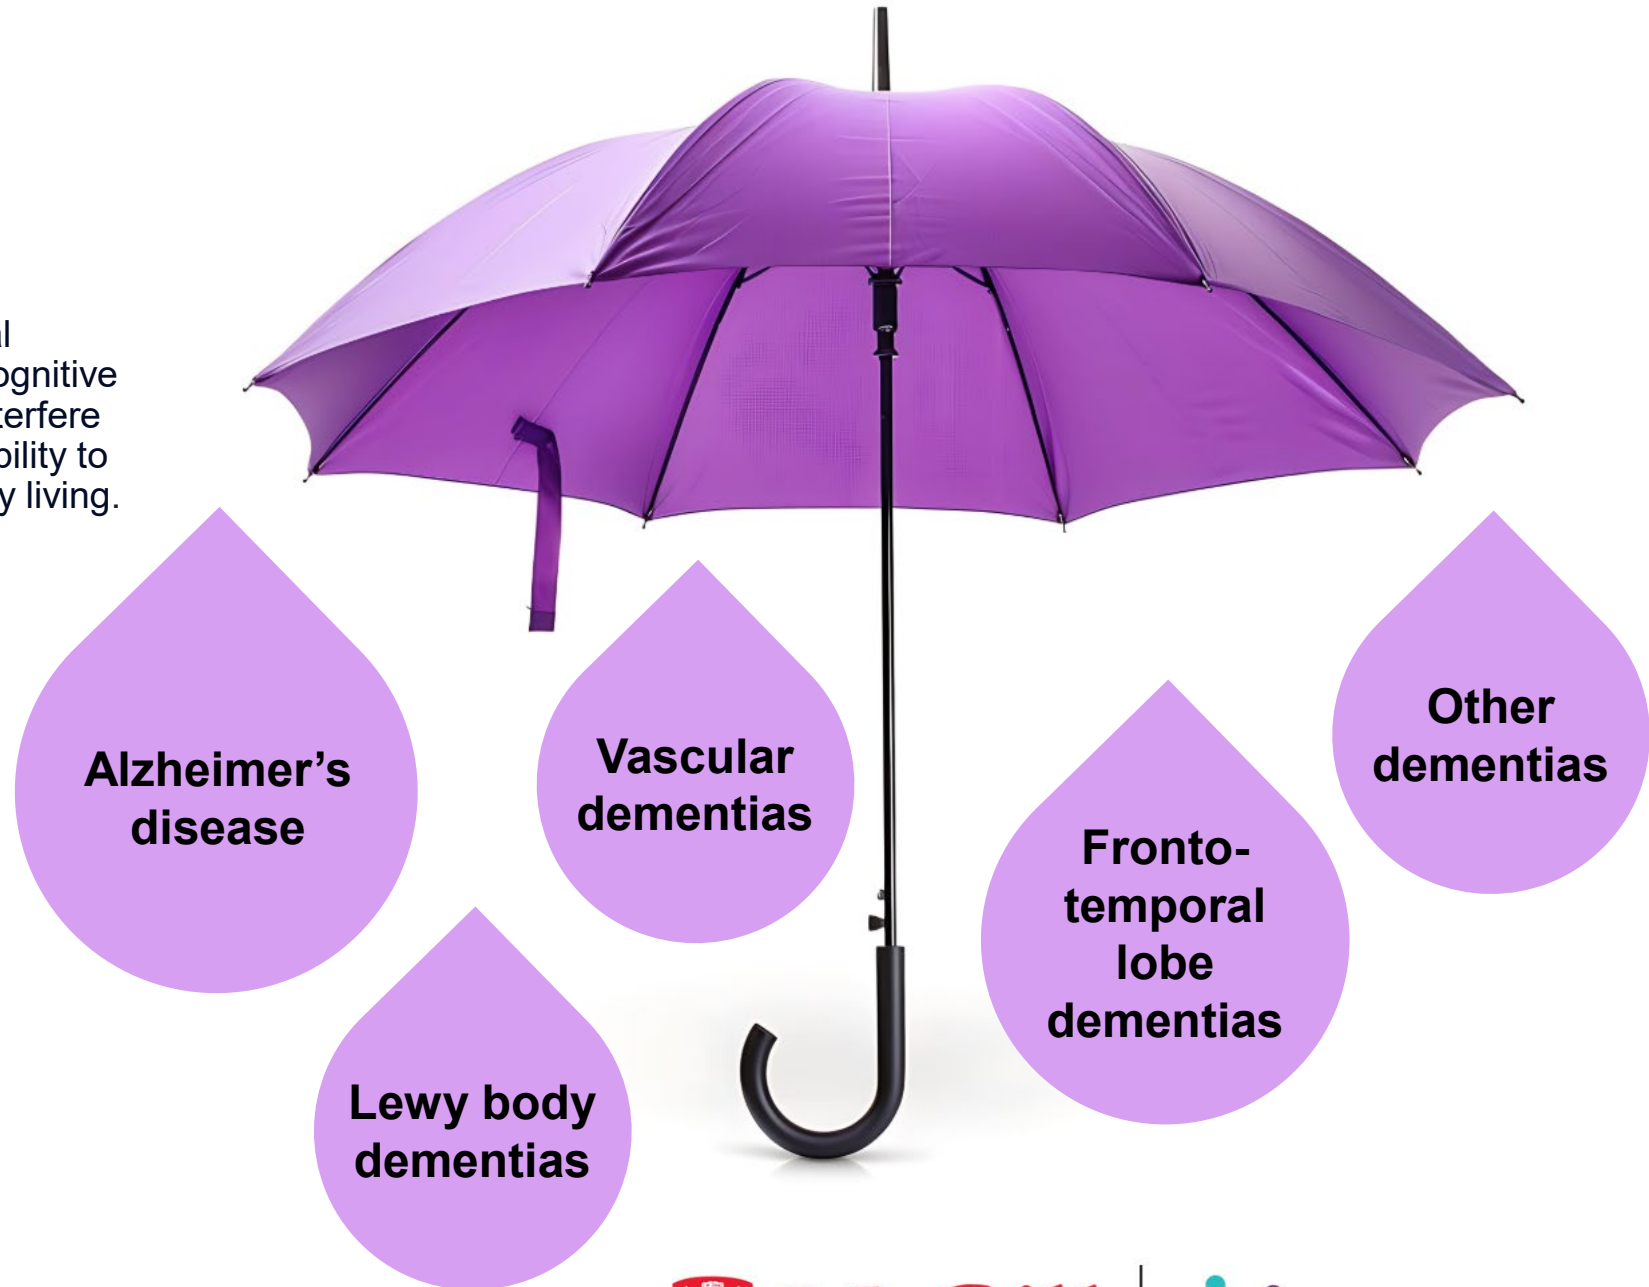 ognitive
terfere
bility to
y living.
Alzheimer’s
disease
Vascular
dementias
Other
dementias
Fronto-
temporal
lobe
dementias
Lewy body
dementias